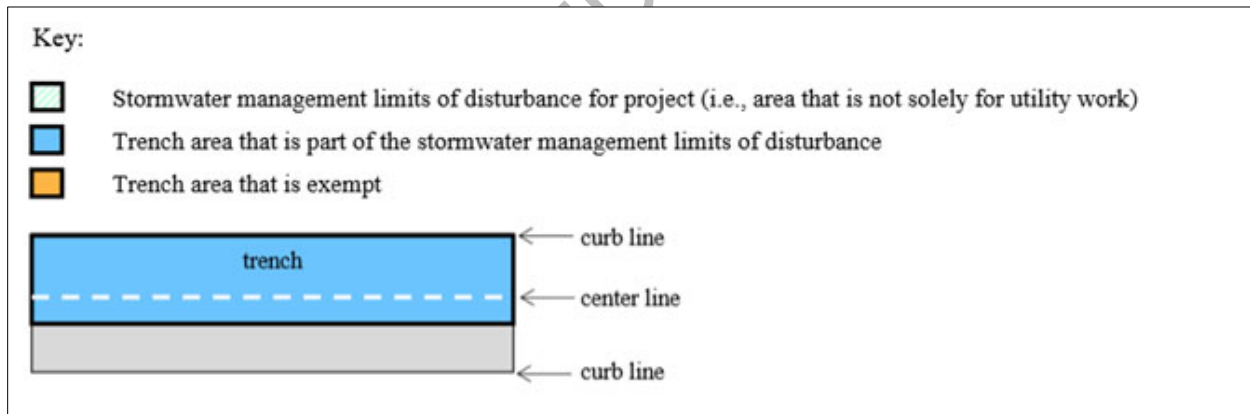 Key:
Stormwater management limits of disturbance for project (i.e., area that is not solely for utility work)
Trench area that is part of the stormwater management limits of disturbance
Trench area that is exempt
curb line
trench
center line
curb line